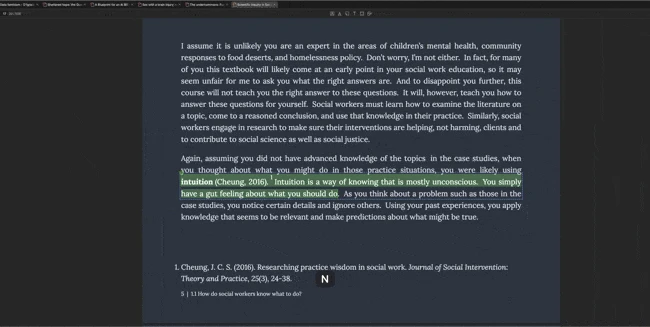 I assume it is unlikely you are an expert in the areas of children's mental health, community
responses to food deserts, and homelessness policy. Don't worry, I'm not either. In fact, for many
of you this textbook will likely come at an early point in your social work education, so it may
seem unfair for me to ask you what the right answers are. And to disappoint you further, this
course will not teach you the right answer to these questions. It will, however, teach you how to
answer these questions for yourself. Social workers must learn how to examine the literature on
a topic, come to a reasoned conclusion, and use that knowledge in their practice. Similarly, social
workers engage in research to make sure their interventions are helping, not harming, clients and
to contribute to social science as well as social justice.
Again, assuming you did not have advanced knowledge of the topics in the case studies, when
you thought about what you might do in those practice situations, you were likely using
intuition (Cheung, 2016).1 Intuition is a way of knowing that is mostly unconscious. You simply
have a gut feeling about what you should do. As you think about a problem such as those in the
case studies, you notice certain details and ignore others. Using your past experiences, you apply
knowledge that seems to be relevant and make predictions about what might be true.
1. Cheung, J. C. S. (2016). Researching practice wisdom in social work. Journal of Social Intervention:
Theory and Practice, 25(3), 24-38.
N
5 | 1.1 How do social workers know what to do?